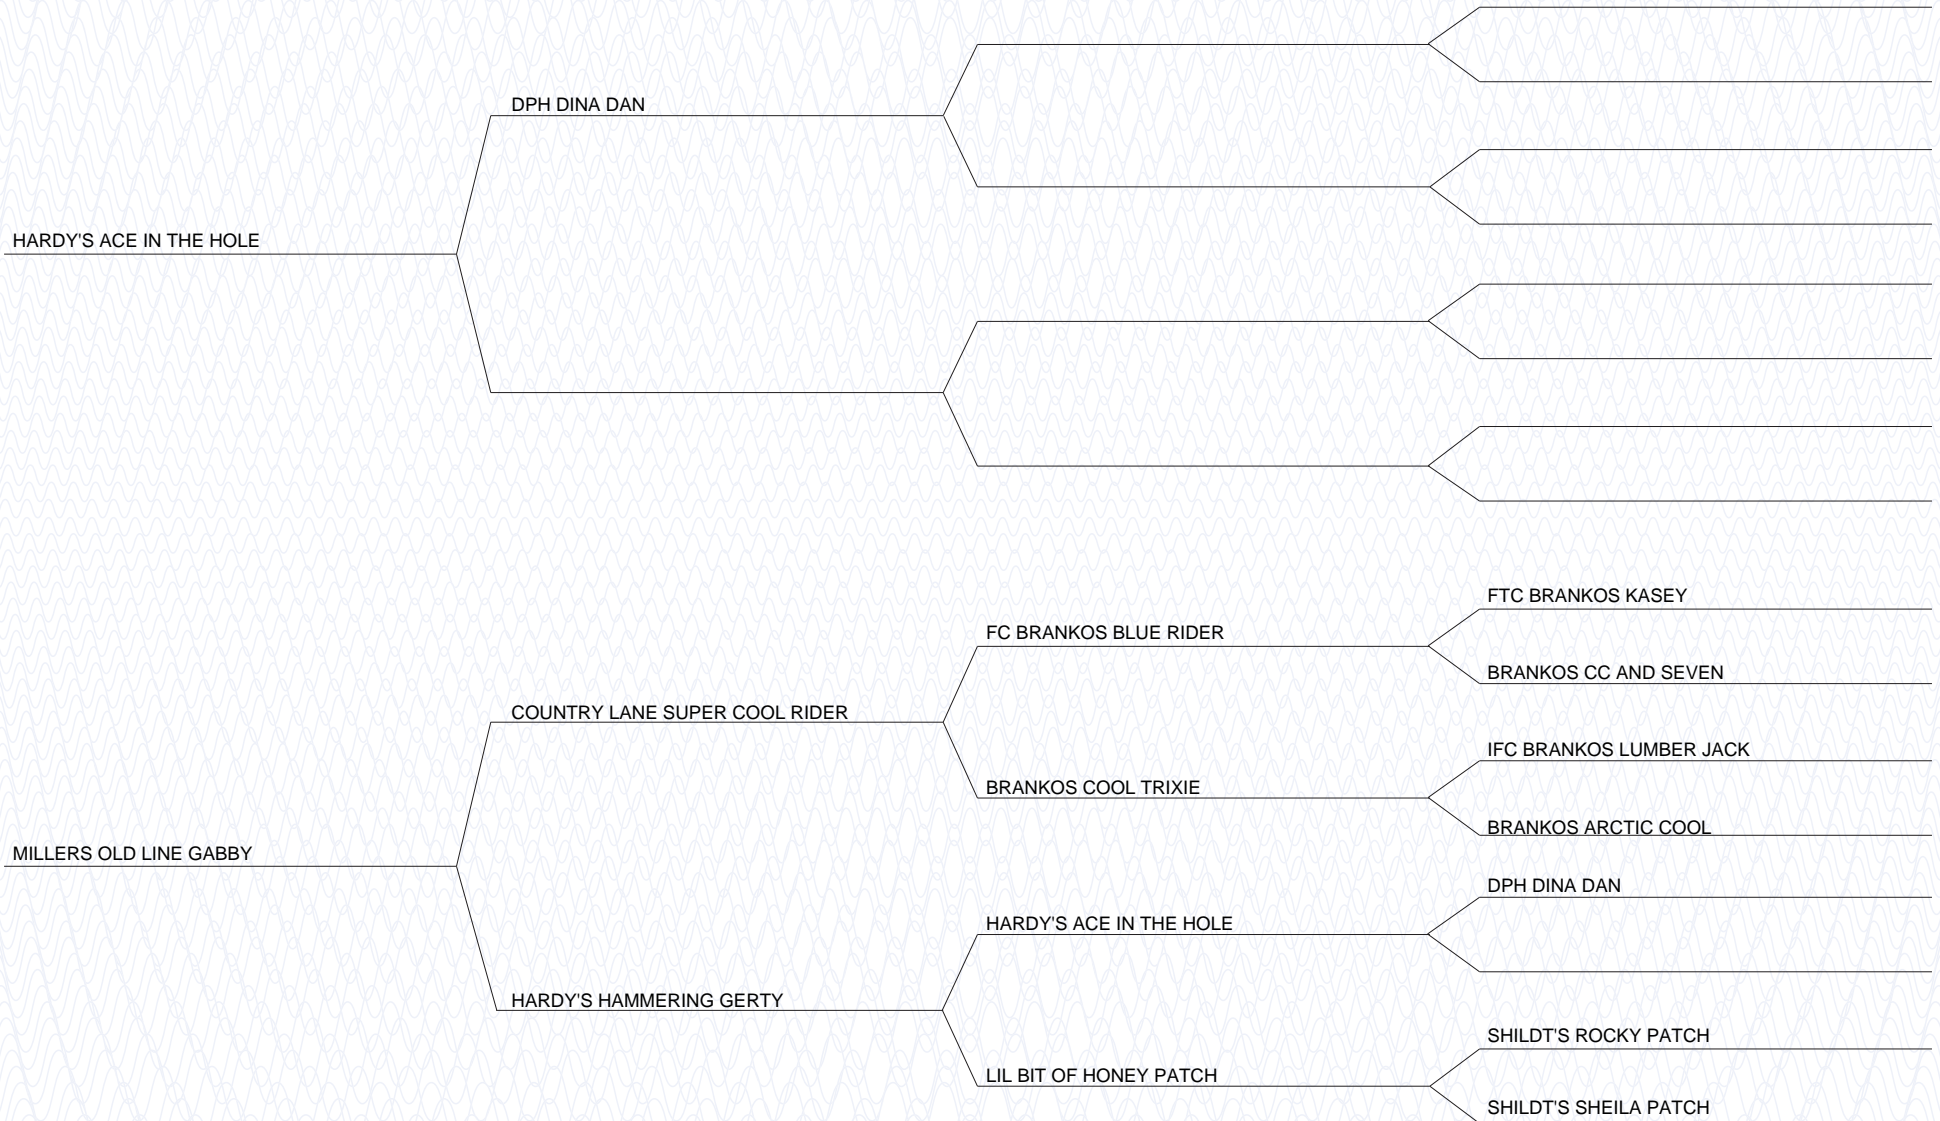 DPH DINA DAN
HARDY'S ACE IN THE HOLE
FTC BRANKOS KASEY
FC BRANKOS BLUE RIDER
BRANKOS CC AND SEVEN
COUNTRY LANE SUPER COOL RIDER
IFC BRANKOS LUMBER JACK
BRANKOS COOL TRIXIE
BRANKOS ARCTIC COOL
MILLERS OLD LINE GABBY
DPH DINA DAN
HARDY'S ACE IN THE HOLE
HARDY'S HAMMERING GERTY
SHILDT'S ROCKY PATCH
LIL BIT OF HONEY PATCH
SHILDT'S SHEILA PATCH